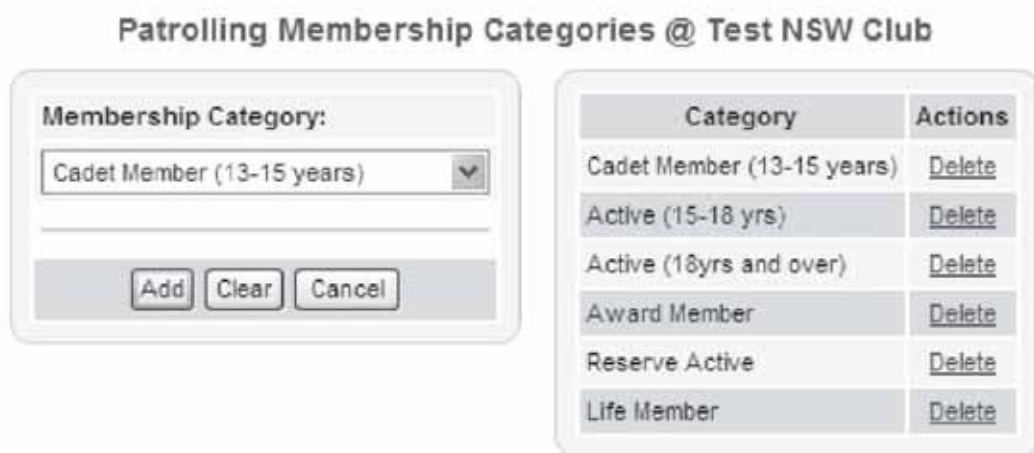 Patrolling Membership Categories @ Test NSW Club
Membership Category:
Cadet Member (13-15 years)
Add Clear Cancel
Category Actions
Cadet Member (13-15 years) Delete
Active (15-18 yrs) Delete
Active (18yrs and over) Delete
Award Member Delete
Reserve Active Delete
Life Member Delete